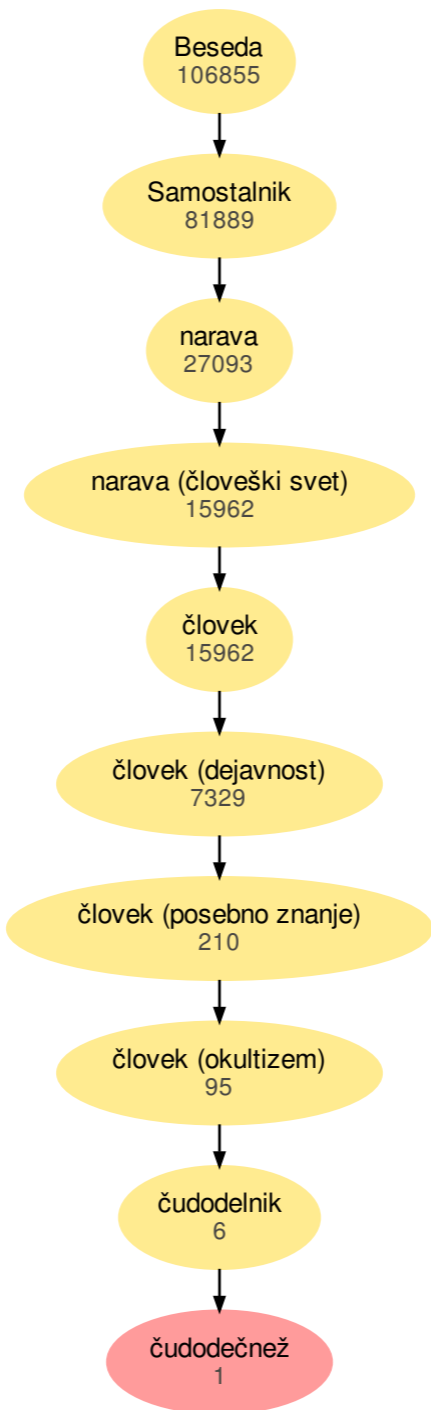 Beseda
106855
Samostalnik
81889
narava
27093
narava (človeški svet)
15962
človek
15962
človek (dejavnost)
7329
človek (posebno znanje)
210
človek (okultizem)
95
čudodelnik
6
čudodečnež
1